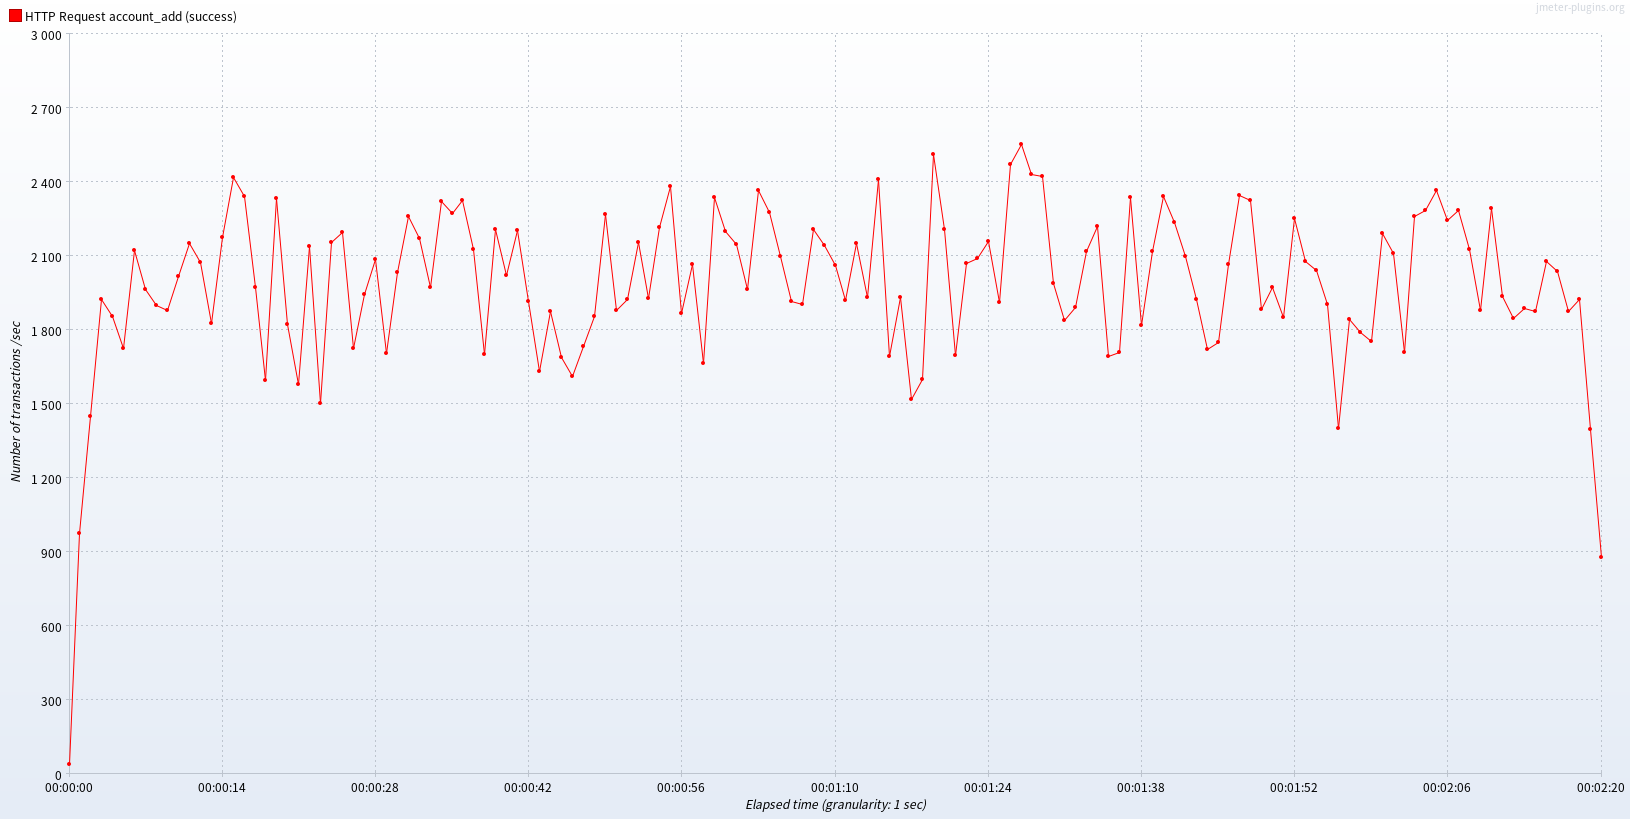 HTTP Request account_add (success)
jmeter-plugins.org
3 000
2 700
2 400
2 100
1 800
1 500
1 200
900
600
300
0
Number of transactions /sec
00:00:00 00:00:14 00:00:28 00:00:42 00:00:56 00:01:10 00:01:24 00:01:38 00:01:52 00:02:06 00:02:20
Elapsed time (granularity: 1 sec)